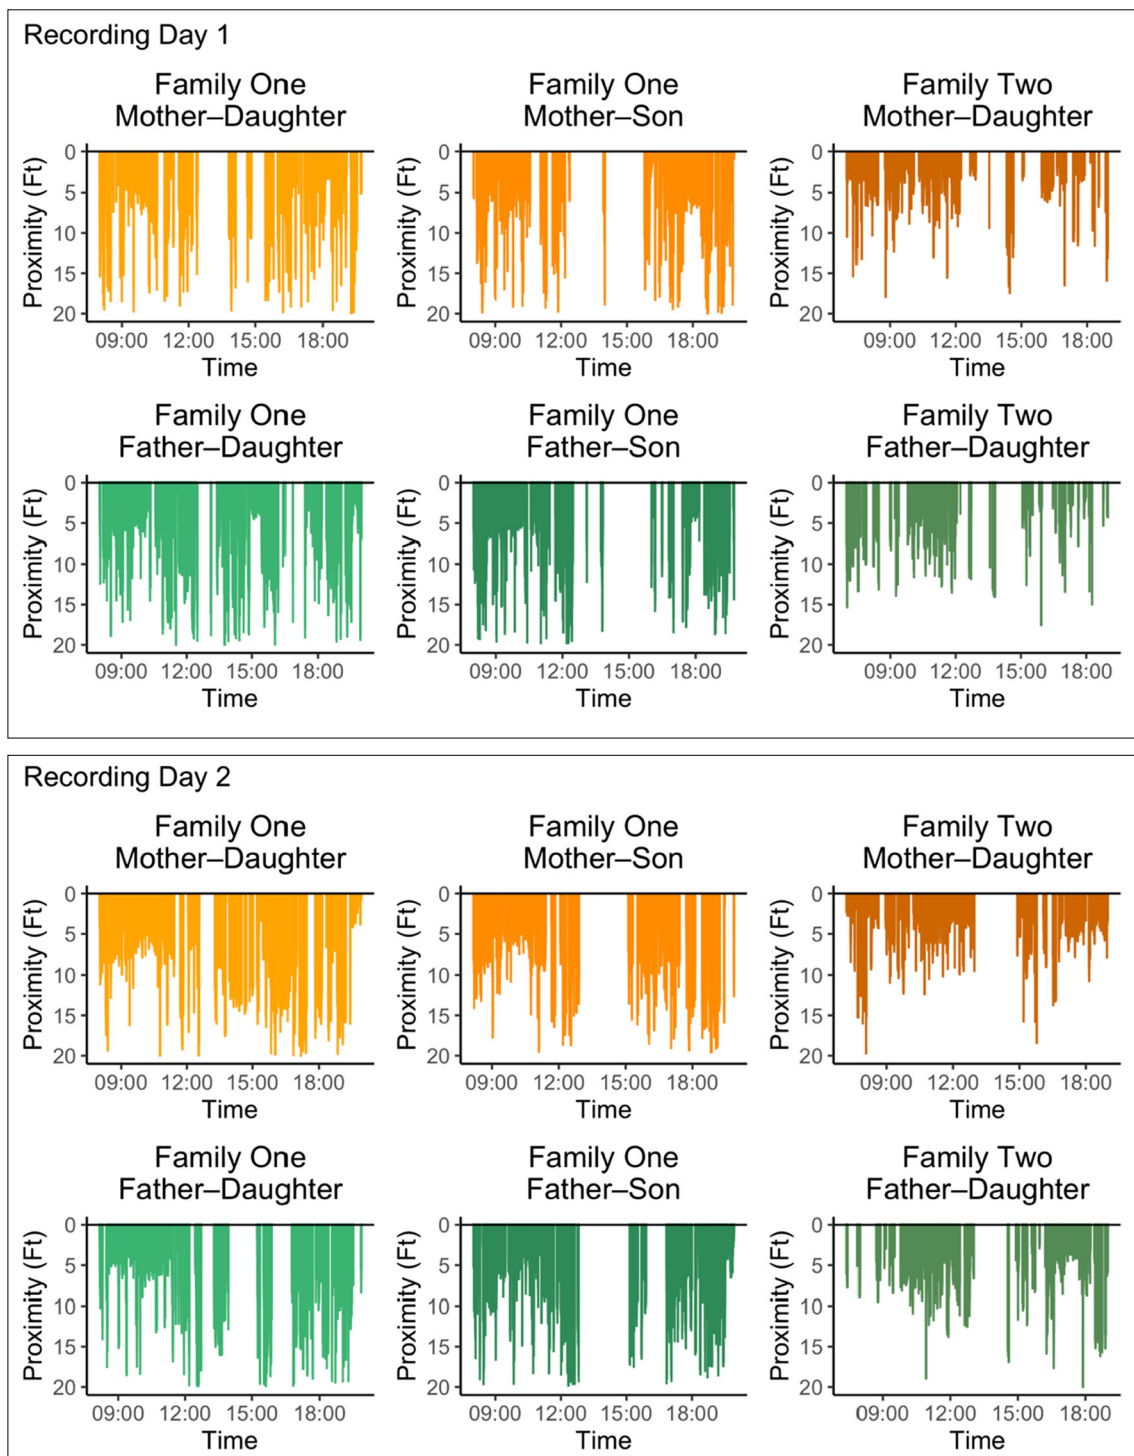 Recording Day 1
Family One
Mother–Daughter
Family One
Mother–Son
Family Two
Mother–Daughter
Proximity (Ft)
0
5
10
15
20
09:00 12:00 15:00 18:00
Time
Proximity (Ft)
0
5
10
15
20
09:00 12:00 15:00 18:00
Time
Proximity (Ft)
0
5
10
15
20
09:00 12:00 15:00 18:00
Time
Family One
Father–Daughter
Family One
Father–Son
Family Two
Father–Daughter
Proximity (Ft)
0
5
10
15
20
09:00 12:00 15:00 18:00
Time
Proximity (Ft)
0
5
10
15
20
09:00 12:00 15:00 18:00
Time
Proximity (Ft)
0
5
10
15
20
09:00 12:00 15:00 18:00
Time
Recording Day 2
Family One
Mother–Daughter
Family One
Mother–Son
Family Two
Mother–Daughter
Proximity (Ft)
0
5
10
15
20
09:00 12:00 15:00 18:00
Time
Proximity (Ft)
0
5
10
15
20
09:00 12:00 15:00 18:00
Time
Proximity (Ft)
0
5
10
15
20
09:00 12:00 15:00 18:00
Time
Family One
Father–Daughter
Family One
Father–Son
Family Two
Father–Daughter
Proximity (Ft)
0
5
10
15
20
09:00 12:00 15:00 18:00
Time
Proximity (Ft)
0
5
10
15
20
09:00 12:00 15:00 18:00
Time
Proximity (Ft)
0
5
10
15
20
09:00 12:00 15:00 18:00
Time